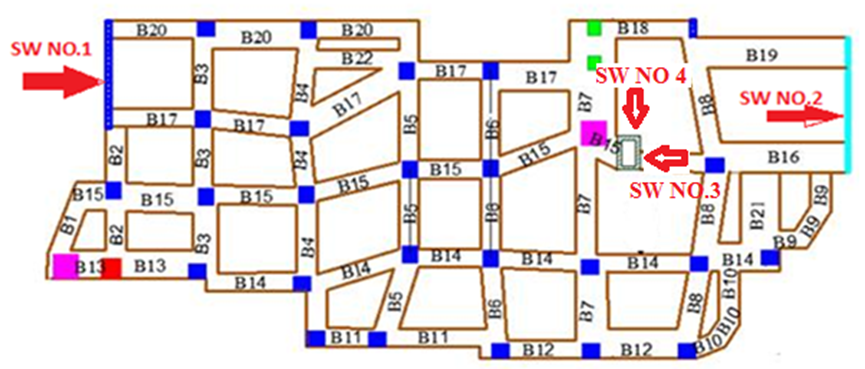 B20 B20 B20 B18
SW NO.1 B22 B19
B3 B4 B17 B17 SW NO 4
B17 B7 B8 SW NO.2
B17 B17 B5 B6 B15
B2 B3 B4 B15 B16
B15 B15 B15 B15 B15 SW NO.3
B1 B2 B3 B4 B5 B6 B7 B8 B21 B9 B9
B9
B13 B13 B14 B14 B14 B14 B14
B14 B5 B6 B7 B8 B10
B10
B11 B11 B12 B12 B10